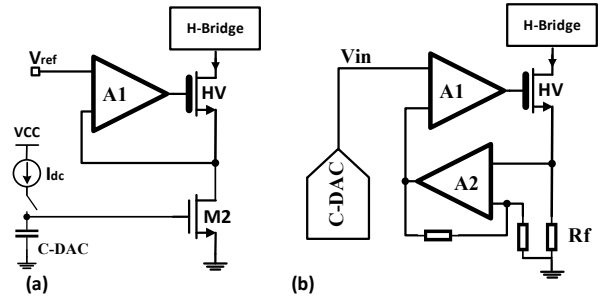 H-Bridge
Vref
A1
HV
VCC
Idc
M2
C-DAC
(a)
H-Bridge
Vin
A1
HV
C-DAC
A2
Rf
(b)